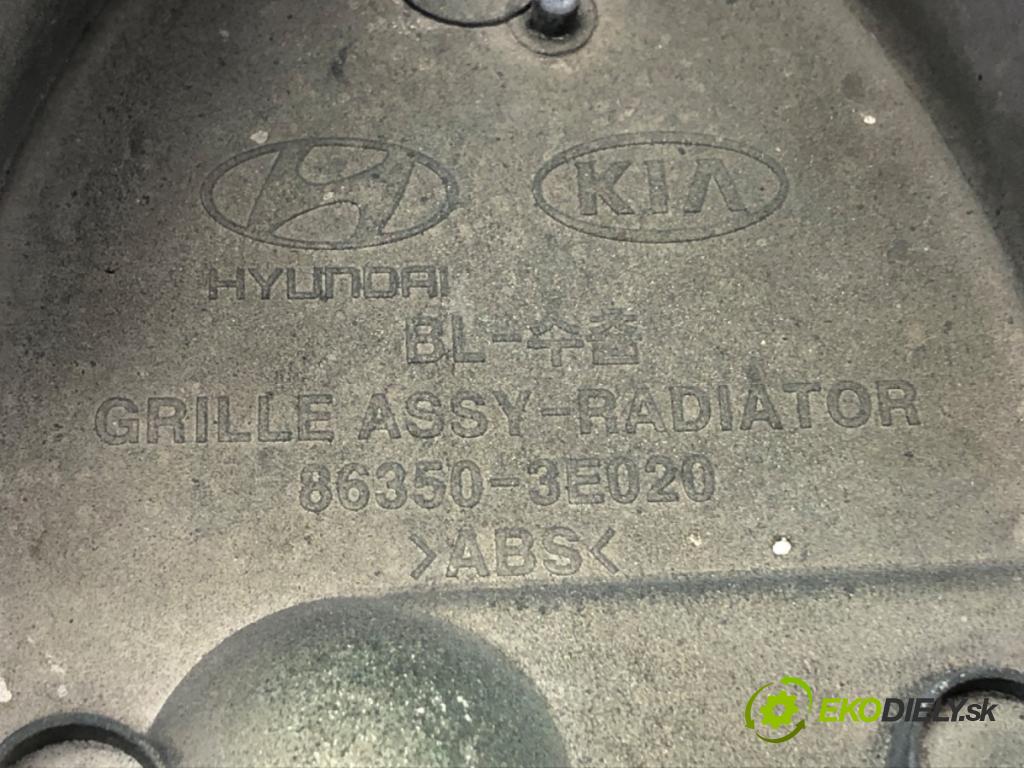 KIA
HYUNDAI
BL-수출
GRILLE ASSY-RADIATOR
86350-3E020
>ABS<
EKODIELY.sk